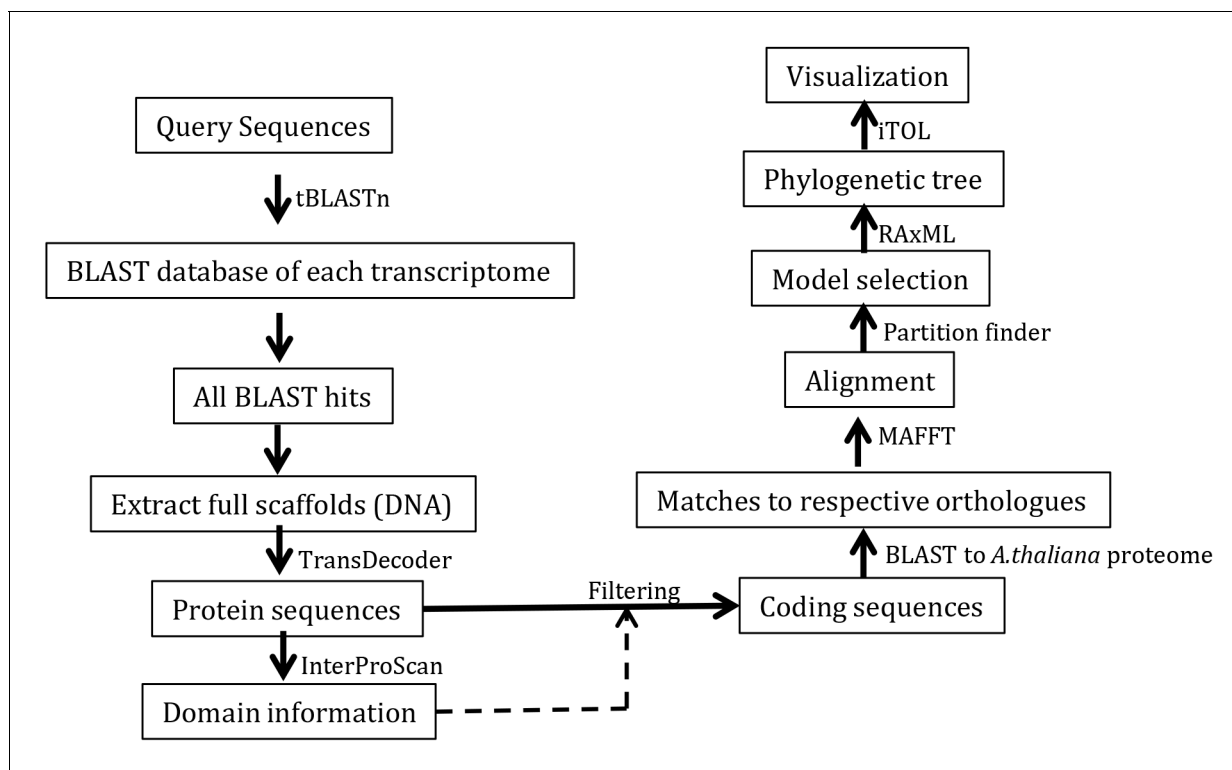 Query Sequences
tBLASTn
BLAST database of each transcriptome
All BLAST hits
Extract full scaffolds (DNA)
TransDecoder
Protein sequences
InterProScan
Domain information
Filtering
Coding sequences
BLAST to A.thaliana proteome
Matches to respective orthologues
MAFFT
Alignment
Partition finder
Model selection
RAxML
Phylogenetic tree
iTOL
Visualization